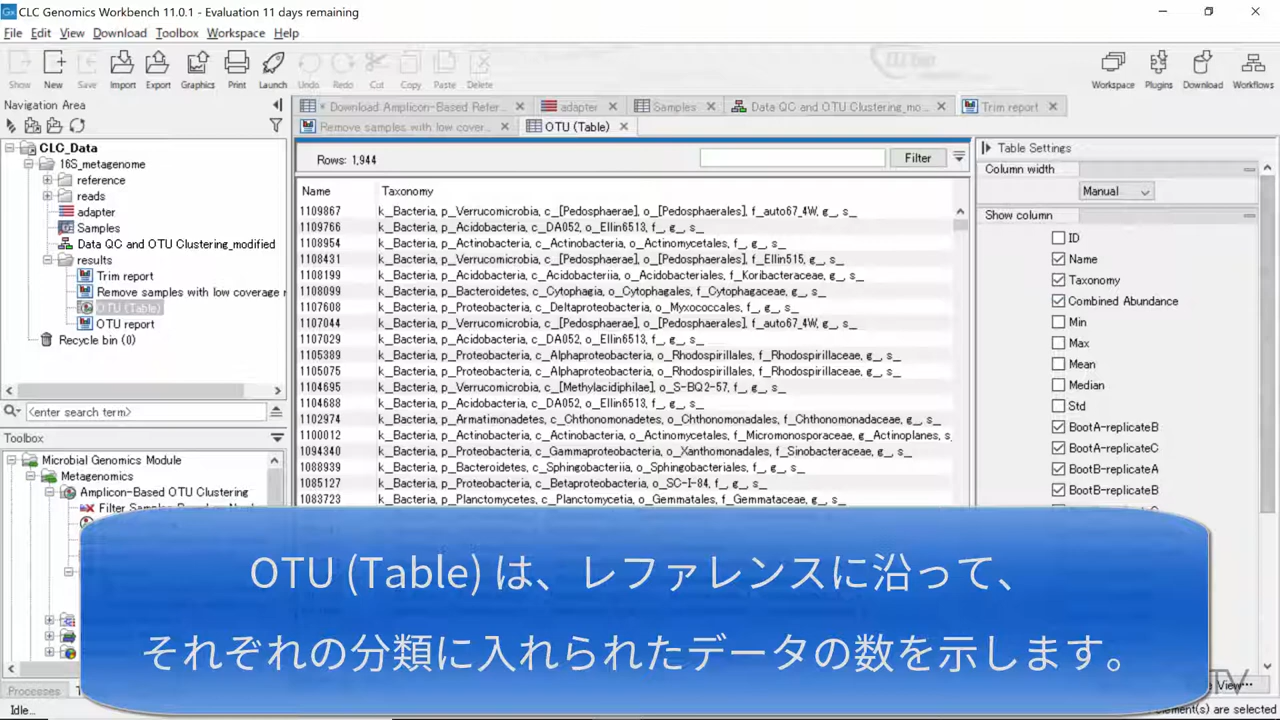 CLC Genomics Workbench 11.0.1 - Evaluation 11 days remaining
File Edit View Download Toolbox Workspace Help
Show New Save Import Export Graphics Print Launch Undo Redo Cut Copy Paste Delete Workspace Plugins Download Workflows
Navigation Area
* Download Amplicon-Based Refer... adapter Samples Data QC and OTU Clustering_mo... Trim report
Remove samples with low cover... OTU (Table)
CLC_Data
16S_metagenome
reference
reads
adapter
Samples
Data QC and OTU Clustering_modified
results
Trim report
Remove samples with low coverage r
OTU (Table)
OTU report
Recycle bin (0)
<enter search term>
Toolbox
Microbial Genomics Module
Metagenomics
Amplicon-Based OTU Clustering
Processes
Idle...
Rows: 1,944 Filter
Name Taxonomy
1109867 k__Bacteria, p__Verrucomicrobia, c__[Pedosphaerae], o__[Pedosphaerales], f__auto67_4W, g__, s__
1109766 k__Bacteria, p__Acidobacteria, c__DA052, o__Ellin6513, f__, g__, s__
1108954 k__Bacteria, p__Actinobacteria, c__Actinobacteria, o__Actinomycetales, f__, g__, s__
1108431 k__Bacteria, p__Verrucomicrobia, c__[Pedosphaerae], o__[Pedosphaerales], f__Ellin515, g__, s__
1108199 k__Bacteria, p__Acidobacteria, c__Acidobacteriia, o__Acidobacteriales, f__Koribacteraceae, g__, s__
1108099 k__Bacteria, p__Bacteroidetes, c__Cytophagia, o__Cytophagales, f__Cytophagaceae, g__, s__
1107608 k__Bacteria, p__Proteobacteria, c__Deltaproteobacteria, o__Myxococcales, f__, g__, s__
1107044 k__Bacteria, p__Verrucomicrobia, c__[Pedosphaerae], o__[Pedosphaerales], f__auto67_4W, g__, s__
1107029 k__Bacteria, p__Acidobacteria, c__DA052, o__Ellin6513, f__, g__, s__
1105389 k__Bacteria, p__Proteobacteria, c__Alphaproteobacteria, o__Rhodospirillales, f__Rhodospirillaceae, g__, s__
1105075 k__Bacteria, p__Proteobacteria, c__Alphaproteobacteria, o__Rhodospirillales, f__Rhodospirillaceae, g__, s__
1104695 k__Bacteria, p__Verrucomicrobia, c__[Methylacidiphilae], o__S-BQ2-57, f__, g__, s__
1104688 k__Bacteria, p__Acidobacteria, c__DA052, o__Ellin6513, f__, g__, s__
1102974 k__Bacteria, p__Armatimonadetes, c__Chthonomonadetes, o__Chthonomonadales, f__Chthonomonadaceae, g__, s__
1100012 k__Bacteria, p__Actinobacteria, c__Actinobacteria, o__Actinomycetales, f__Micromonosporaceae, g__Actinoplanes, s_
1094340 k__Bacteria, p__Proteobacteria, c__Gammaproteobacteria, o__Xanthomonadales, f__Sinobacteraceae, g__, s__
1088939 k__Bacteria, p__Bacteroidetes, c__Sphingobacteriia, o__Sphingobacteriales, f__, g__, s__
1085127 k__Bacteria, p__Proteobacteria, c__Betaproteobacteria, o__SC-I-84, f__, g__, s__
1083723 k__Bacteria, p__Planctomycetes, c__Planctomycetia, o__Gemmatales, f__Gemmataceae, g__, s__
Table Settings
Column width
Manual
Show column
ID
Name
Taxonomy
Combined Abundance
Min
Max
Mean
Median
Std
BootA-replicateB
BootA-replicateC
BootB-replicateA
BootB-replicateB
OTU (Table) は、レファレンスに沿って、
それぞれの分類に入れられたデータの数を示します。
View...
element(s) are selected